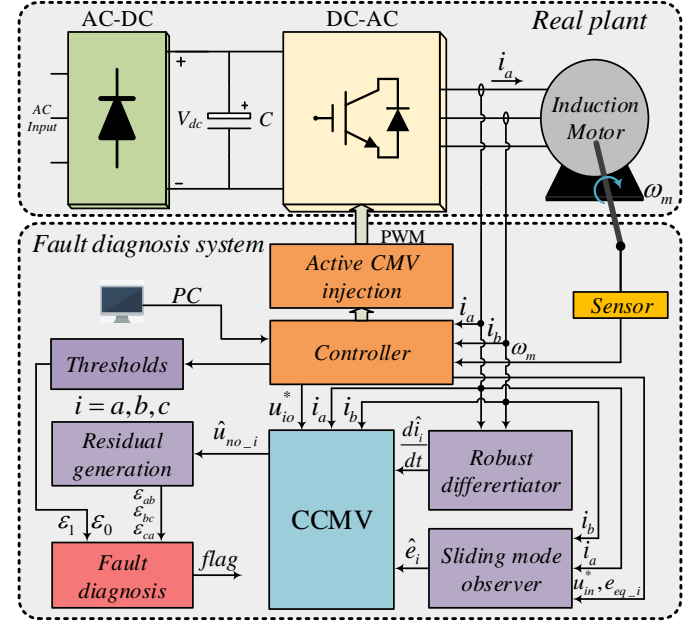 AC-DC
DC-AC
Real plant
AC
Input
+
−
V_dc
+
C
i_a
Induction
Motor
ω_m
Fault diagnosis system
PWM
Active CMV
injection
PC
Sensor
i_a
i_b
ω_m
Controller
Thresholds
i = a, b, c
u_io^*
i_a
i_b
Residual
generation
û_no_i
CCMV
dî_i
dt
Robust
differertiator
ε_ab
ε_bc
ε_ca
ε_1
ε_0
Fault
diagnosis
flag
ê_i
Sliding mode
observer
i_b
i_a
u_in^*, e_eq_i